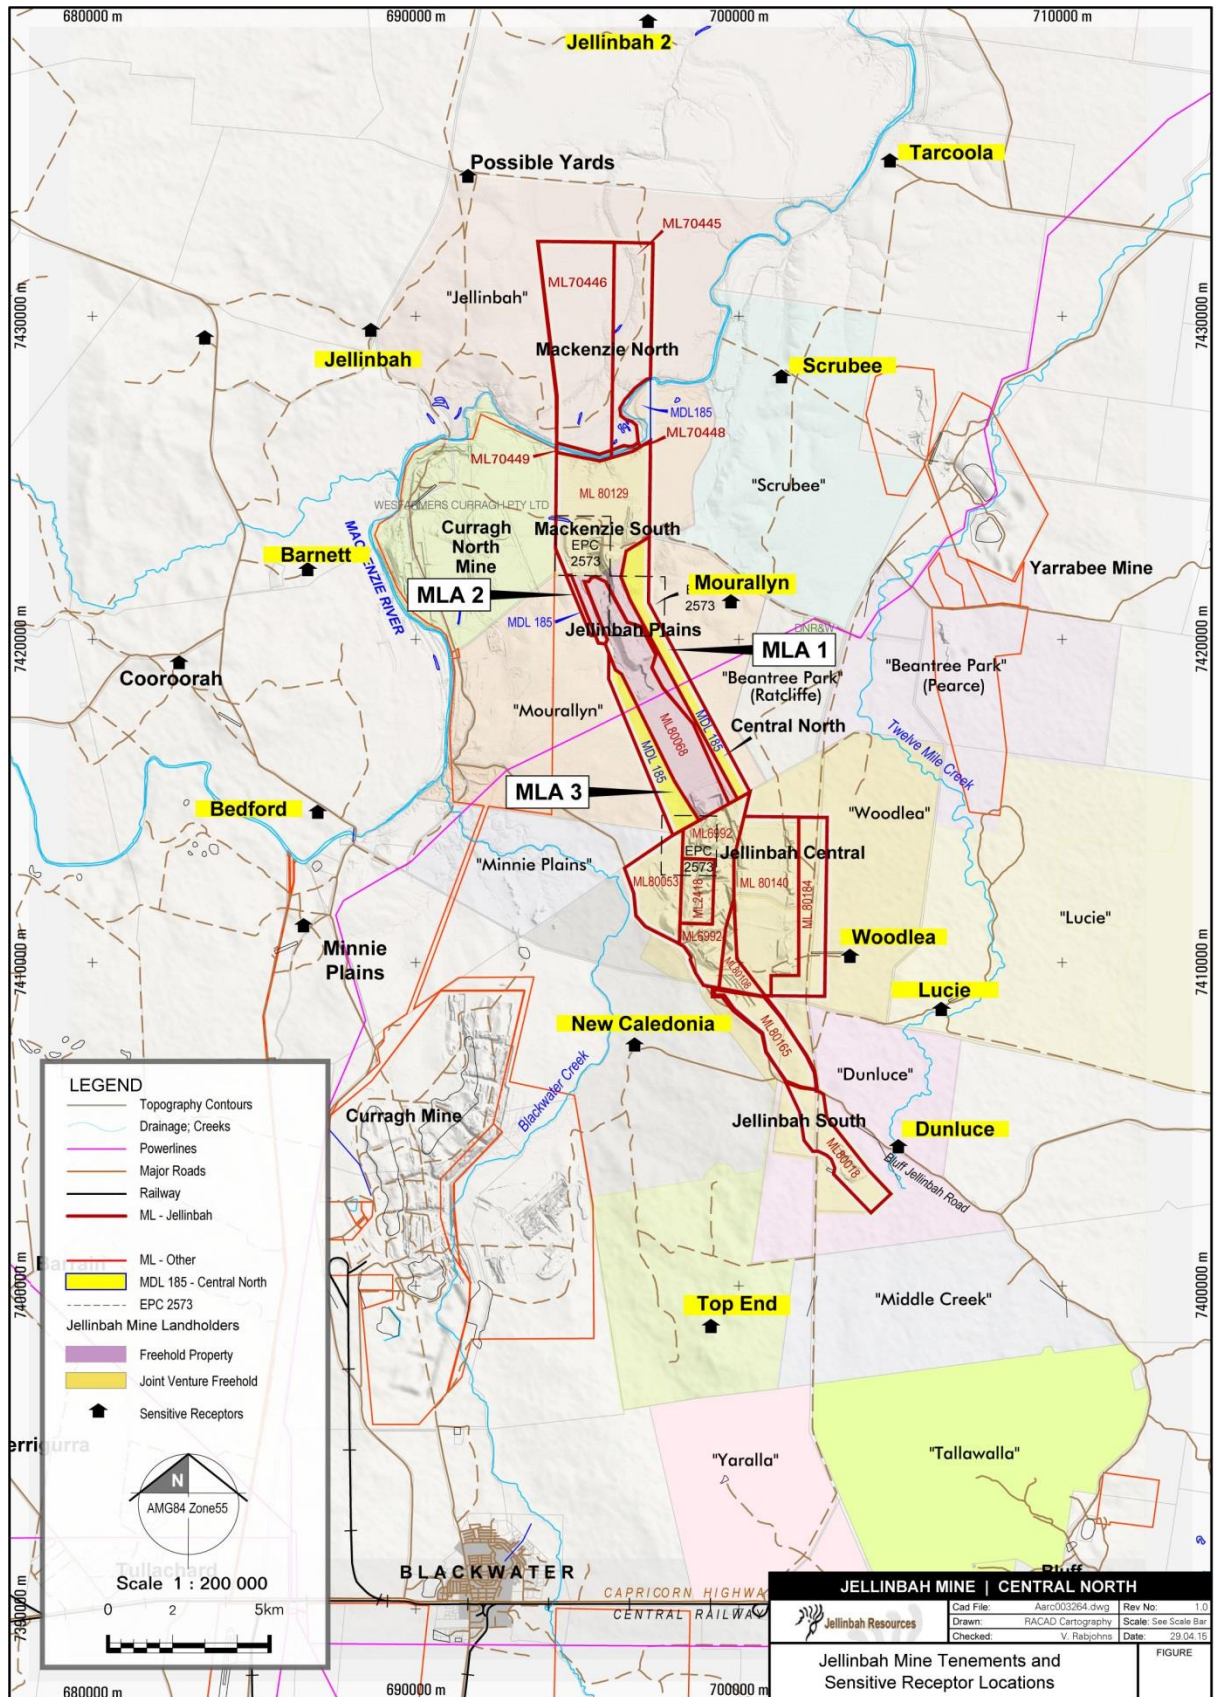 680000 m
690000 m
700000 m
710000 m
Jellinbah 2
Tarcoola
Possible Yards
ML70445
ML70446
"Jellinbah"
7430000 m
7430000 m
Mackenzie North
Jellinbah
Scrubee
MDL185
ML70448
ML70449
ML 80129
"Scrubee"
WESFARMERS CURRAGH PTY LTD
Curragh
North
Mine
Mackenzie South
EPC
2573
MACKENZIE RIVER
Barnett
Yarrabee Mine
MLA 2
Mourallyn
2573
MDL 185
Jellinbah Plains
DNR&W
MLA 1
7420000 m
7420000 m
Cooroorah
"Beantree Park"
(Ratcliffe)
"Beantree Park"
(Pearce)
"Mourallyn"
ML80068
MDL 185
MDL 185
Central North
Twelve Mile Creek
MLA 3
Bedford
"Woodlea"
ML6992
"Minnie Plains"
EPC
2573
Jellinbah Central
ML80053
ML2418
ML 80140
ML 80184
"Lucie"
Minnie
Plains
ML6992
Woodlea
7410000 m
7410000 m
ML80108
Lucie
New Caledonia
ML80165
Blackwater Creek
"Dunluce"
Curragh Mine
Jellinbah South
Dunluce
ML80018
Bluff Jellinbah Road
7400000 m
"Middle Creek"
Top End
"Yaralla"
"Tallawalla"
Bluff
BLACKWATER
CAPRICORN HIGHWA
CENTRAL RAILWAY
LEGEND
Topography Contours
Drainage; Creeks
Powerlines
Major Roads
Railway
ML - Jellinbah
ML - Other
Barrain
MDL 185 - Central North
EPC 2573
Jellinbah Mine Landholders
Freehold Property
Joint Venture Freehold
Sensitive Receptors
errigurra
N
AMG84 Zone55
Tullachard
Scale 1 : 200 000
0 2 5km
7400000 m
7390000 m
680000 m
690000 m
700000 m
JELLINBAH MINE | CENTRAL NORTH
Jellinbah Resources
Cad File: Aarc003264.dwg
Rev No: 1.0
Drawn: RACAD Cartography
Scale: See Scale Bar
Checked: V. Rabjohns
Date: 29.04.15
Jellinbah Mine Tenements and
Sensitive Receptor Locations
FIGURE